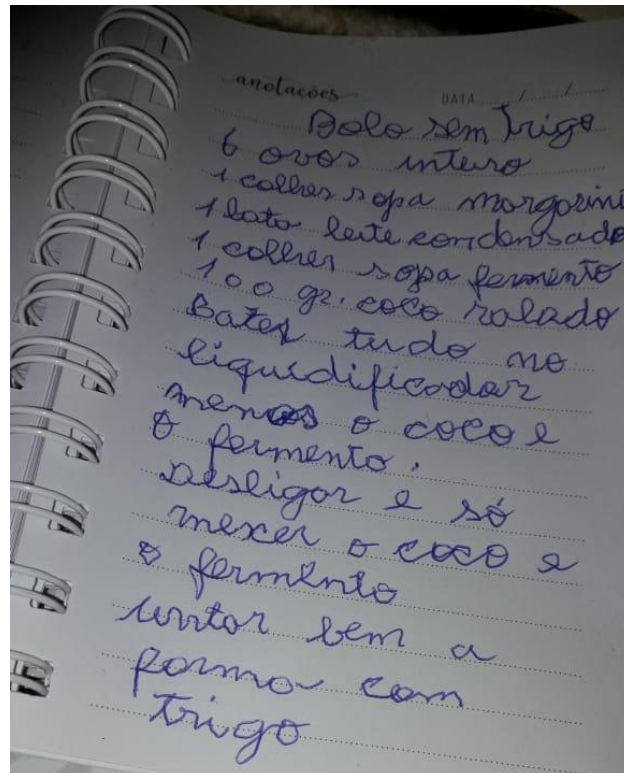 anotações
DATA / /
Bolo sem Trigo
6 ovos inteiro
1 colher sopa margarina
1 lata leite condensado
1 colher sopa fermento
100 gr. coco ralado
Bater tudo no
liquidificador
menos o coco e
o fermento.
Desligar e só
mexer o coco e
o fermento
untar bem a
forma com
trigo